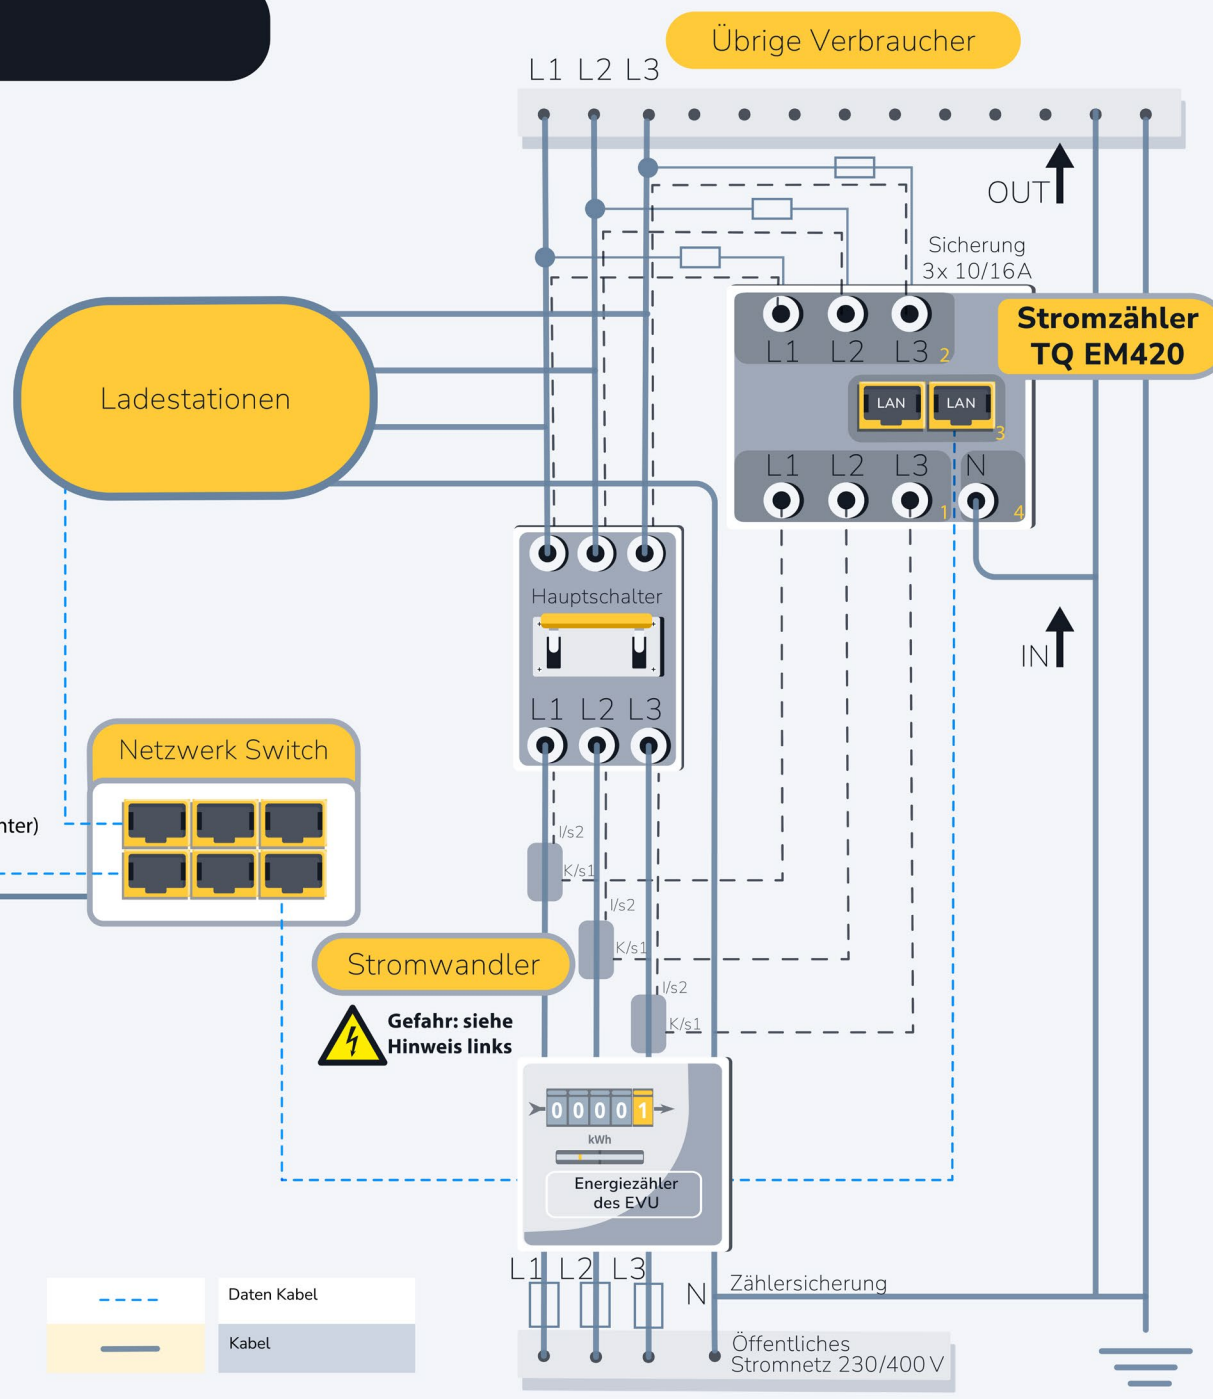 Übrige Verbraucher
L1 L2 L3
OUT
Sicherung
3x 10/16A
Stromzähler
TQ EM420
L1 L2 L3 2
LAN LAN
3
Ladestationen
L1 L2 L3 N
1 4
Hauptschalter
IN
L1 L2 L3
Netzwerk Switch
nter)
l/s2
K/s1
l/s2
K/s1
Stromwandler
l/s2
K/s1
Gefahr: siehe
Hinweis links
0 0 0 0 1
kWh
Energiezähler
des EVU
L1 L2 L3 N
Zählersicherung
Daten Kabel
Kabel
Öffentliches
Stromnetz 230/400 V